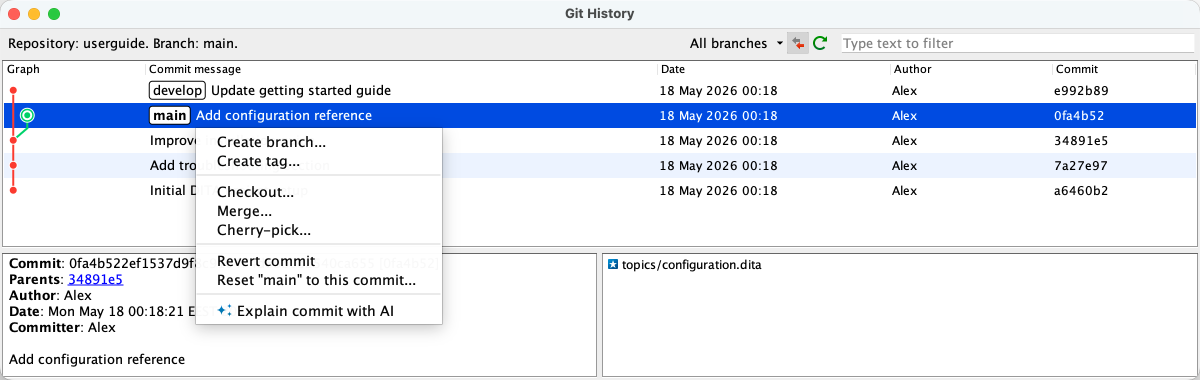 Git History
Repository: userguide. Branch: main.
All branches
Type text to filter
Graph Commit message Date Author Commit
develop Update getting started guide 18 May 2026 00:18 Alex e992b89
main Add configuration reference 18 May 2026 00:18 Alex 0fa4b52
Improve 18 May 2026 00:18 Alex 34891e5
Add 18 May 2026 00:18 Alex 7a27e97
Initial 18 May 2026 00:18 Alex a6460b2
Create branch...
Create tag...
Checkout...
Merge...
Cherry-pick...
Revert commit
Reset "main" to this commit...
Explain commit with AI
Commit: 0fa4b522ef1537d9f
Parents: 34891e5
Author: Alex
Date: Mon May 18 00:18:21
Committer: Alex
Add configuration reference
topics/configuration.dita